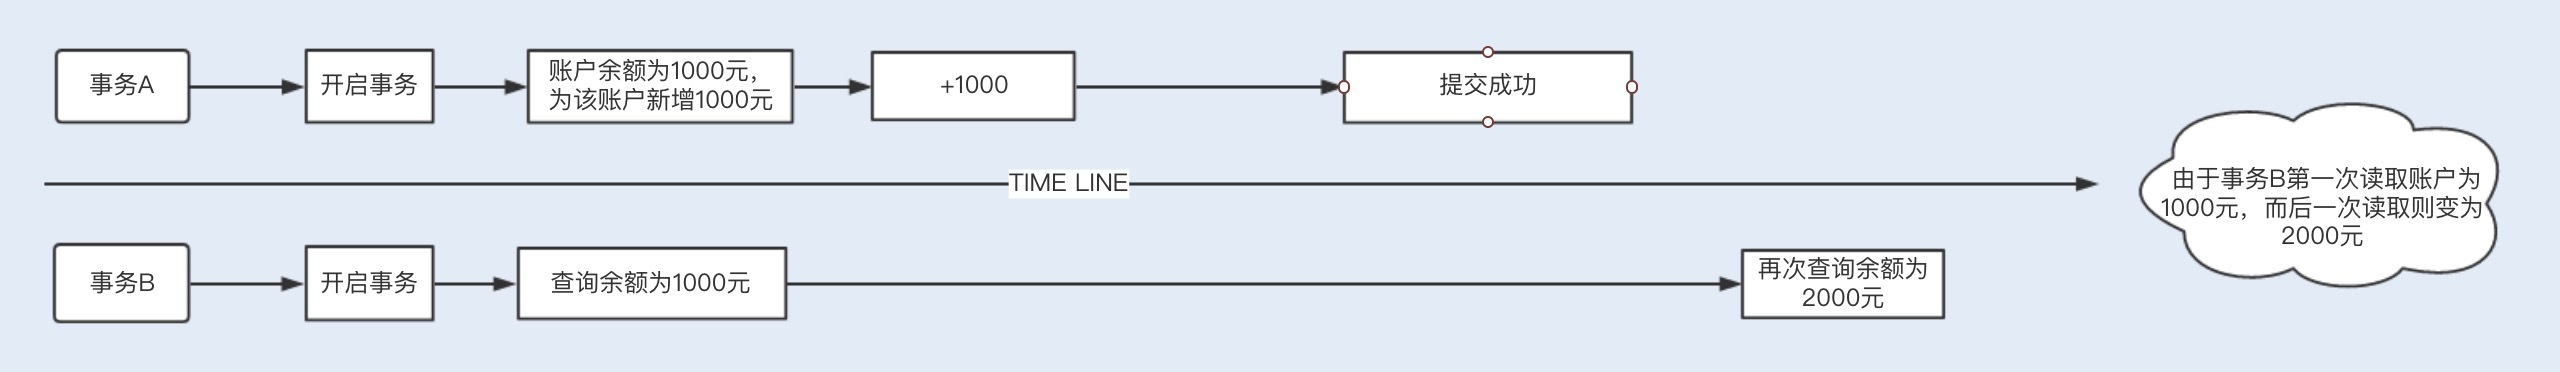 事务A
开启事务
账户余额为1000元，
为该账户新增1000元
+1000
提交成功
TIME LINE
由于事务B第一次读取账户为
1000元，而后一次读取则变为
2000元
事务B
开启事务
查询余额为1000元
再次查询余额为
2000元